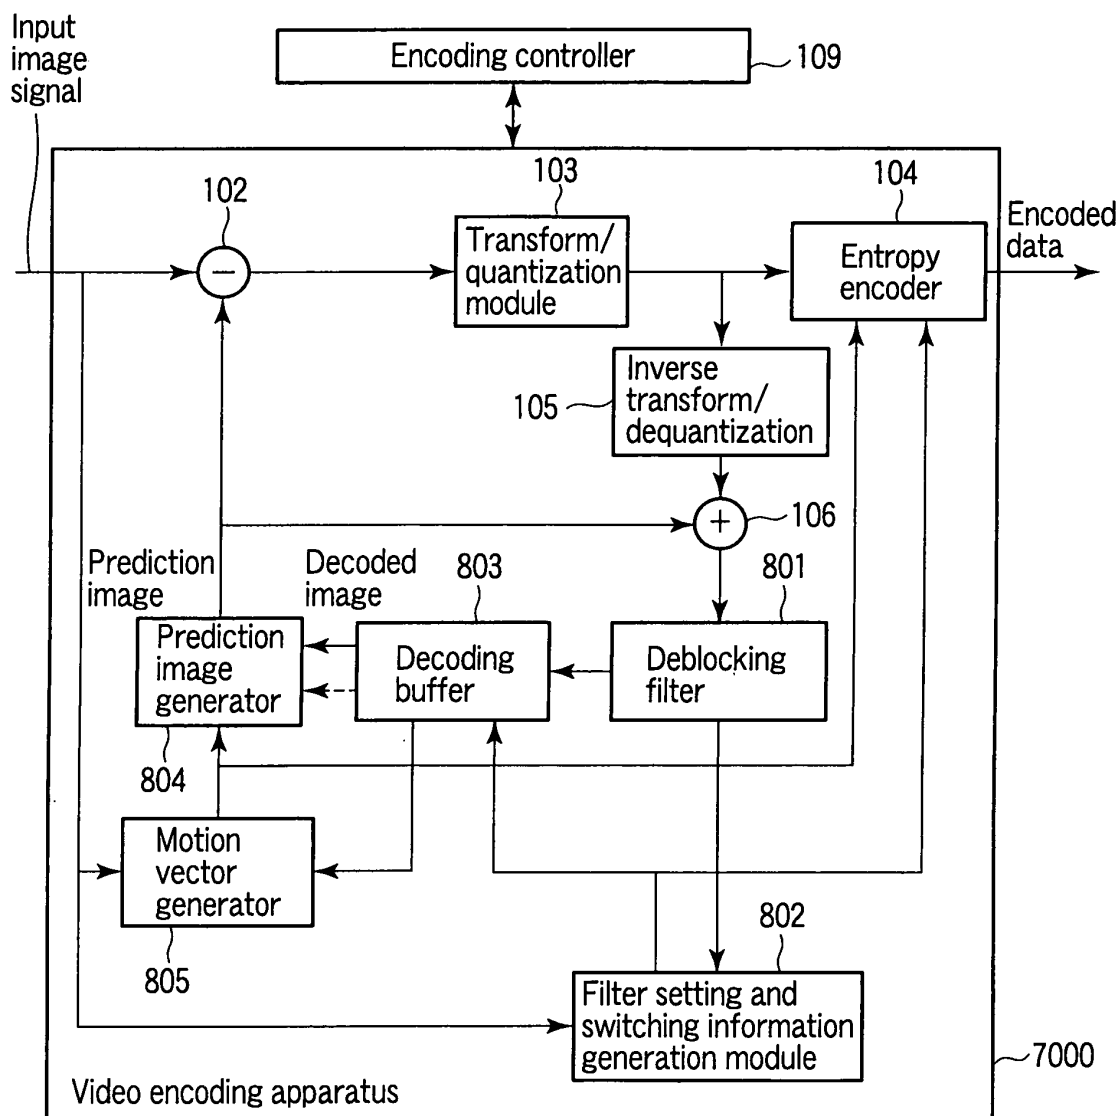 Input
image
signal
Encoding controller
109
102
103
104
Encoded
data
−
Transform/
quantization
module
Entropy
encoder
105
Inverse
transform/
dequantization
+
106
Prediction
image
Decoded
image
803
801
Prediction
image
generator
Decoding
buffer
Deblocking
filter
804
Motion
vector
generator
805
802
Filter setting and
switching information
generation module
7000
Video encoding apparatus